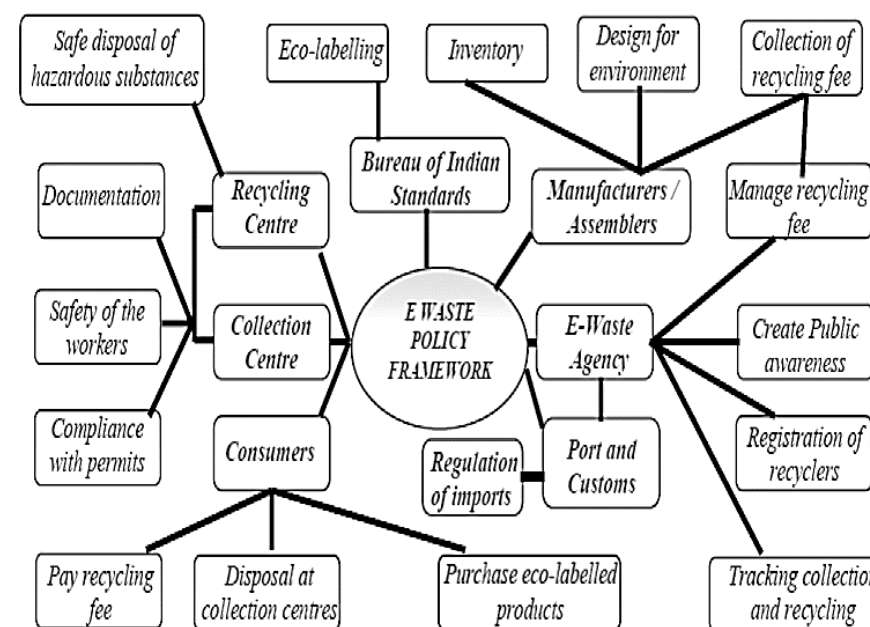 Safe disposal of
hazardous substances
Eco-labelling
Inventory
Design for
environment
Collection of
recycling fee
Documentation
Recycling
Centre
Bureau of Indian
Standards
Manufacturers /
Assemblers
Manage recycling
fee
Safety of the
workers
Collection
Centre
E WASTE
POLICY
FRAMEWORK
E-Waste
Agency
Create Public
awareness
Compliance
with permits
Consumers
Regulation
of imports
Port and
Customs
Registration of
recyclers
Pay recycling
fee
Disposal at
collection centres
Purchase eco-labelled
products
Tracking collection
and recycling